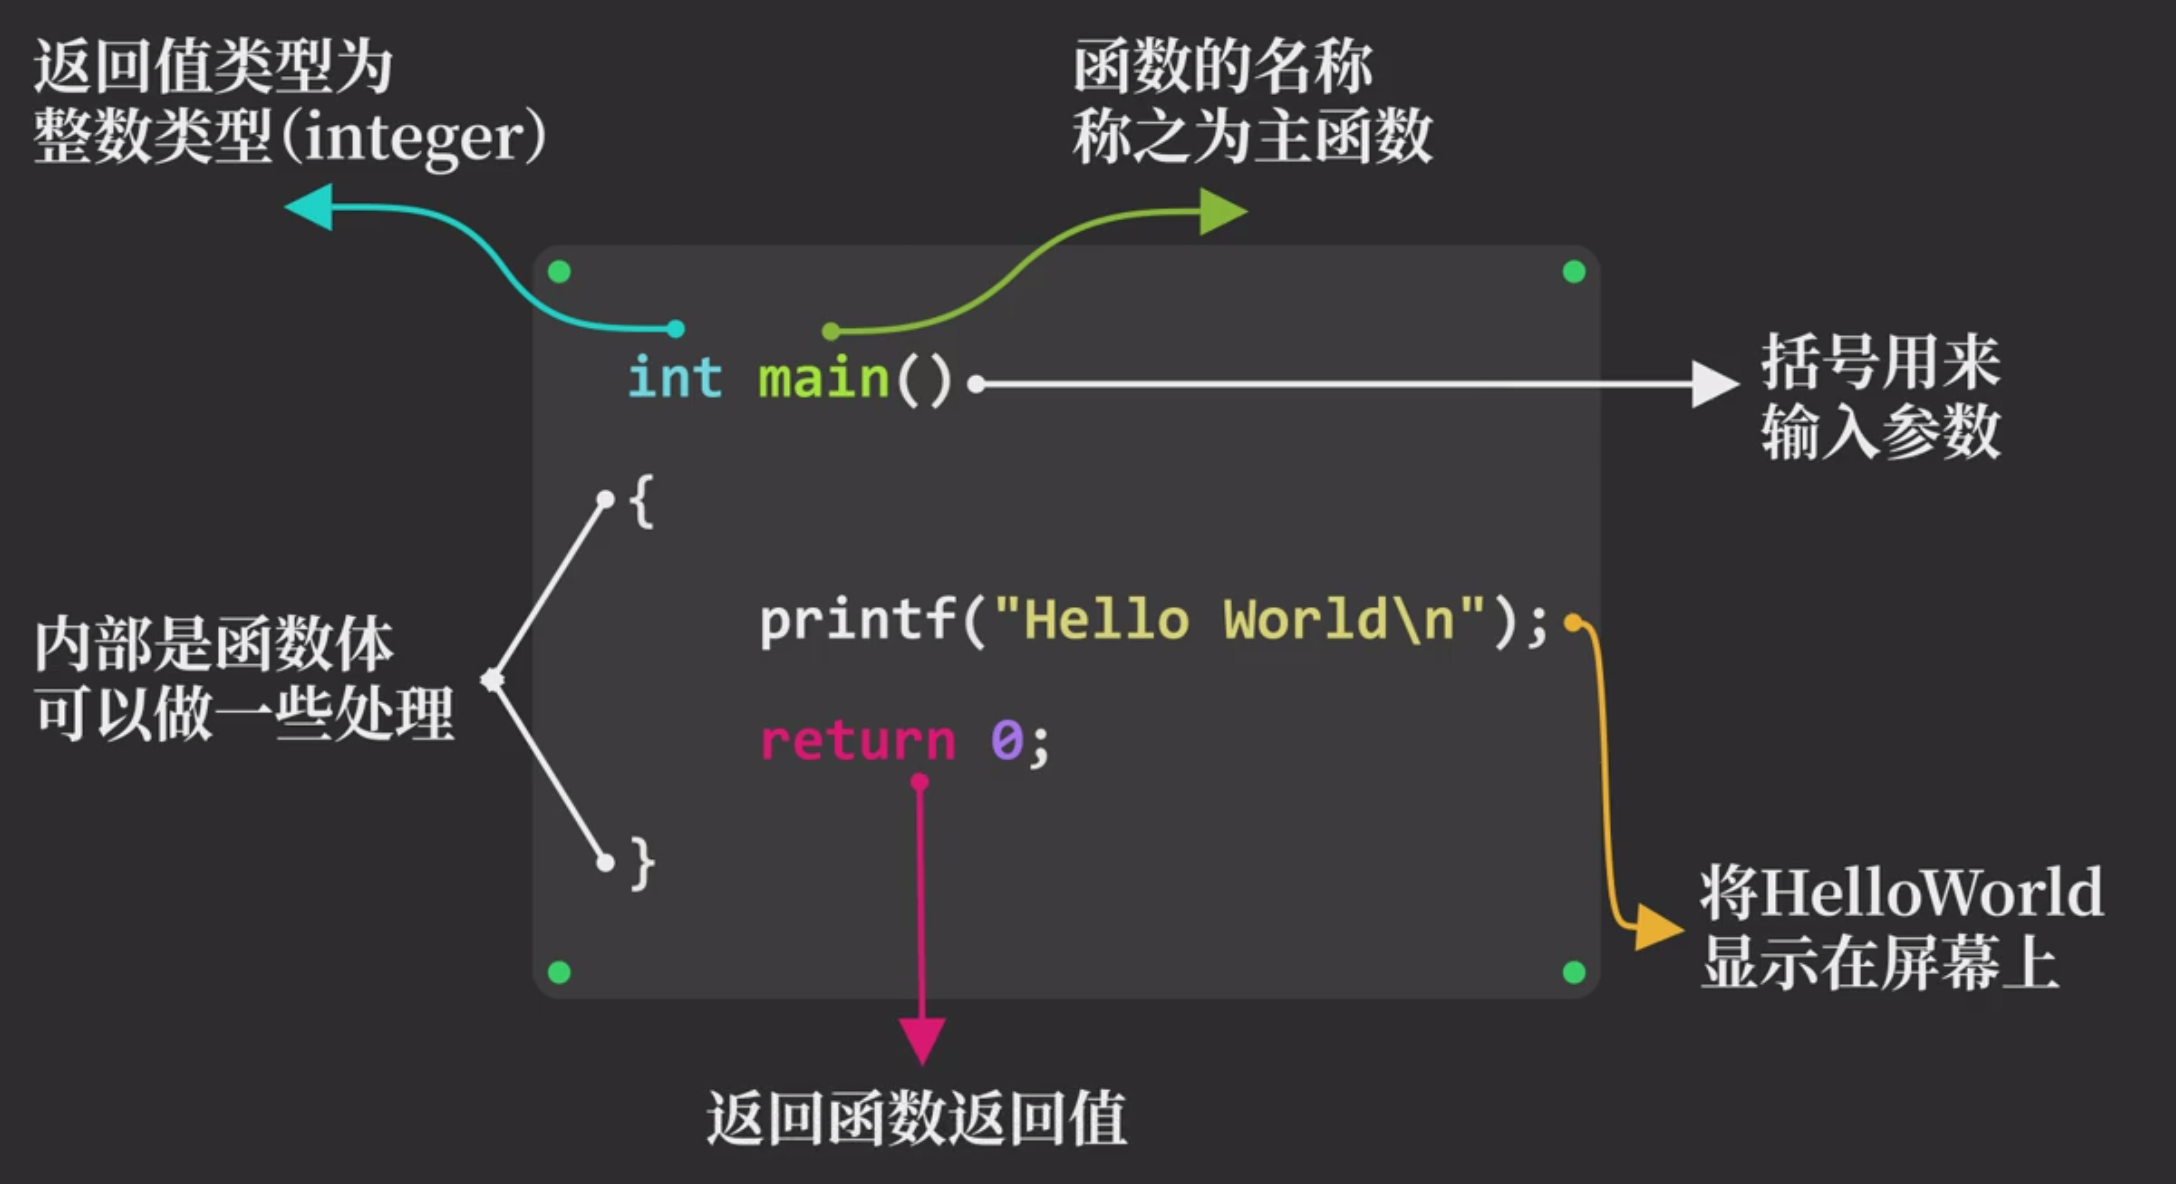 返回值类型为
整数类型(integer)
函数的名称
称之为主函数
int main()
括号用来
输入参数
{
内部是函数体
可以做一些处理
printf("Hello World\n");
return 0;
}
将HelloWorld
显示在屏幕上
返回函数返回值